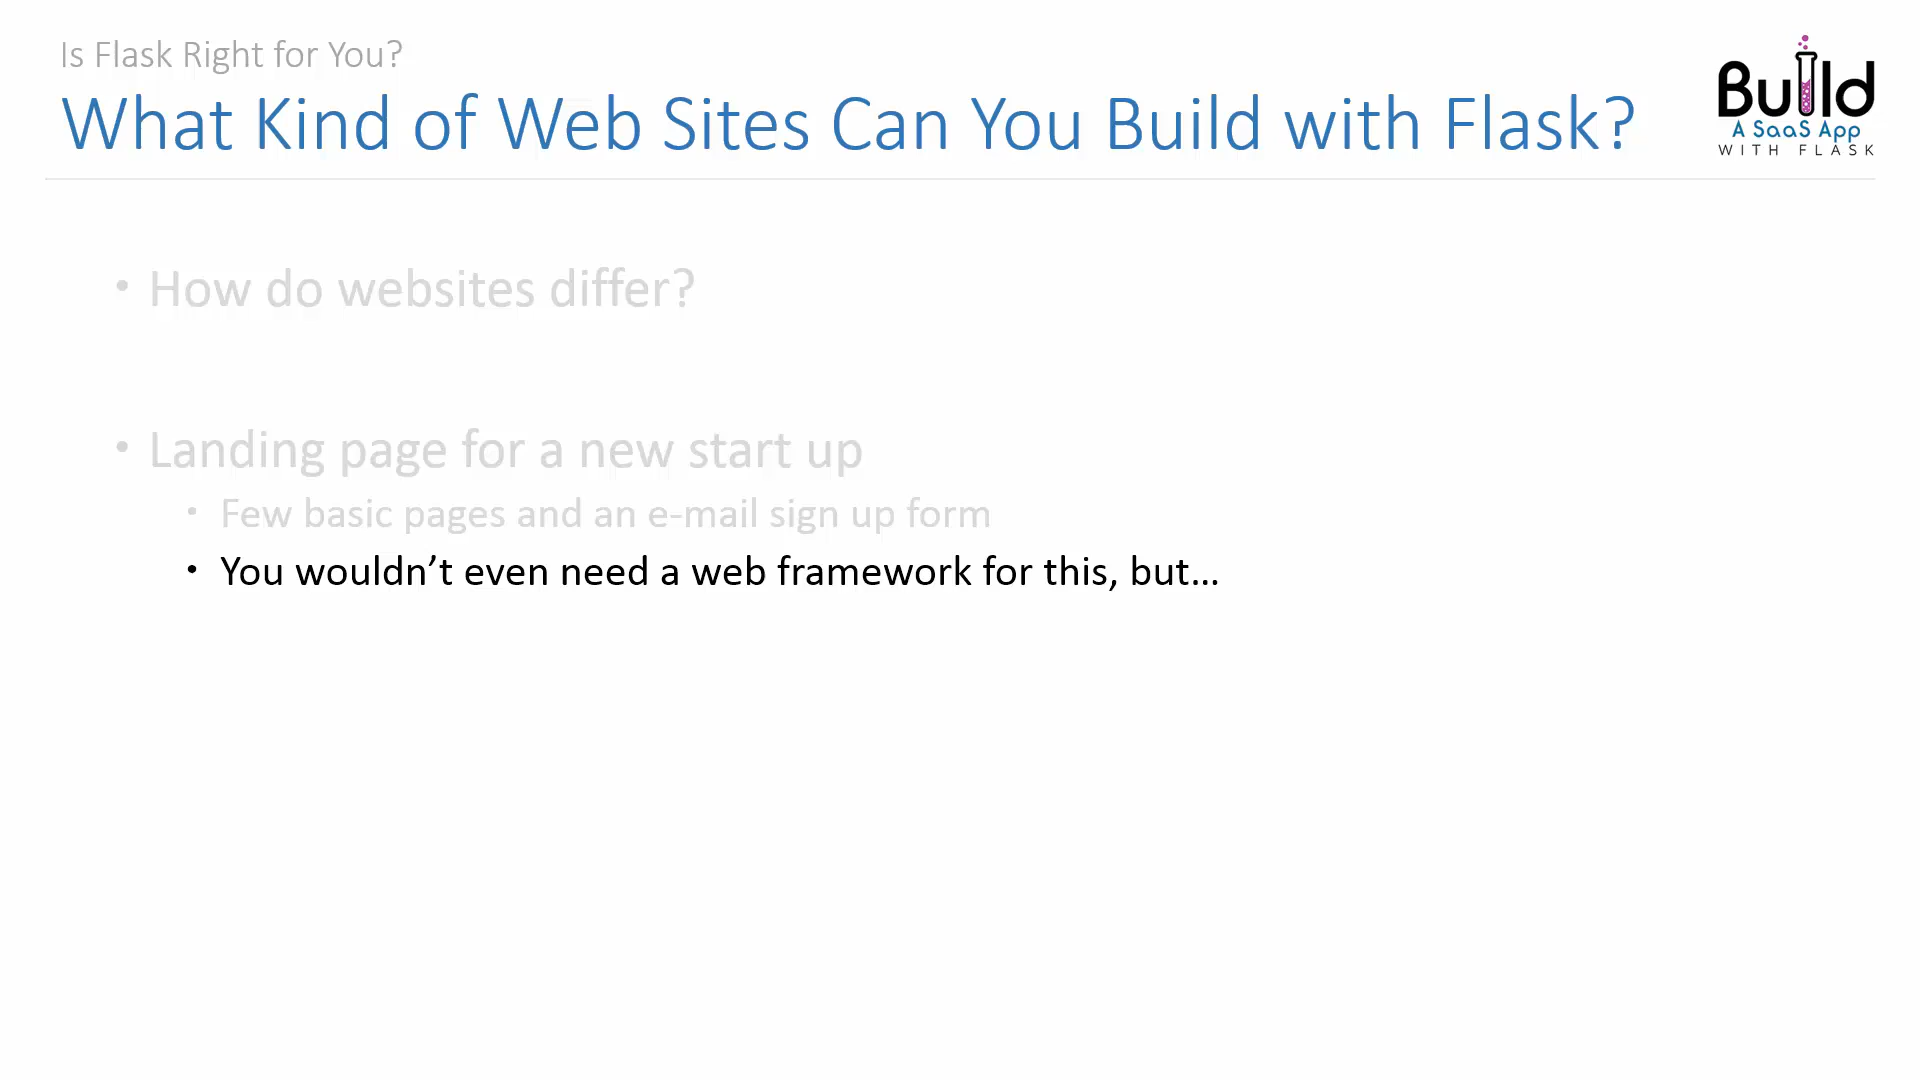 Is Flask Right for You?
What Kind of Web Sites Can You Build with Flask?
Build
A SaaS App
WITH FLASK
• How do websites differ?
• Landing page for a new start up
• Few basic pages and an e-mail sign up form
• You wouldn’t even need a web framework for this, but…